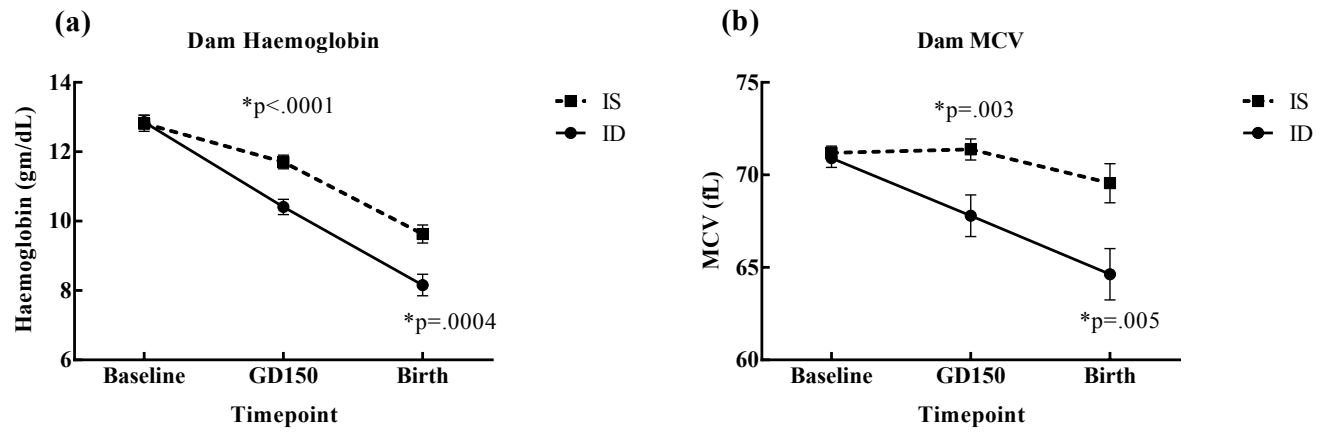 (a)
Dam Haemoglobin
14
12
10
8
6
Haemoglobin (gm/dL)
*p<.0001
*p=.0004
IS
ID
Baseline GD150 Birth
Timepoint
(b)
Dam MCV
75
70
65
60
MCV (fL)
*p=.003
*p=.005
IS
ID
Baseline GD150 Birth
Timepoint